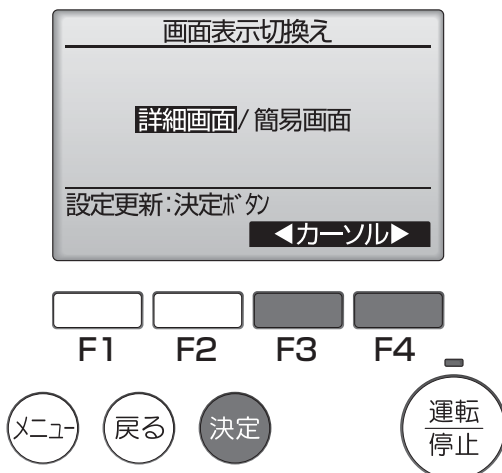 画面表示切換え
詳細画面/簡易画面
設定更新:決定ボタン
◀カーソル▶
F1 F2 F3 F4
メニュー 戻る 決定 運転
停止